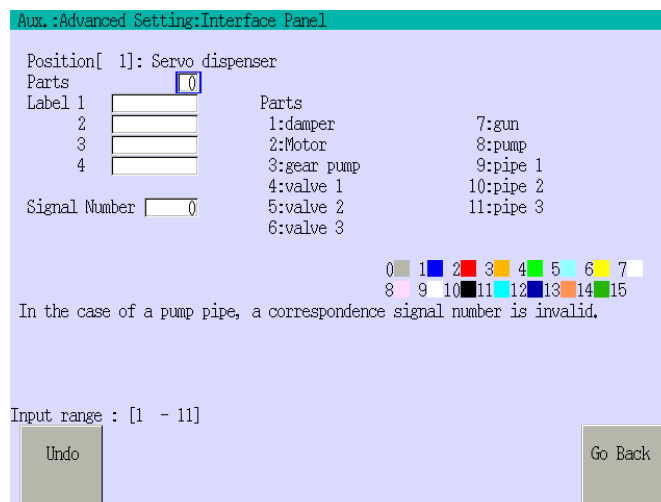 Aux.:Advanced Setting:Interface Panel
Position[ 1]: Servo dispenser
Parts 0
Label 1 Parts
2 1:damper 7:gun
3 2:Motor 8:pump
4 3:gear pump 9:pipe 1
4:valve 1 10:pipe 2
Signal Number 0 5:valve 2 11:pipe 3
6:valve 3
0 1 2 3 4 5 6 7
8 9 10 11 12 13 14 15
In the case of a pump pipe, a correspondence signal number is invalid.
Input range : [1 - 11]
Undo Go Back